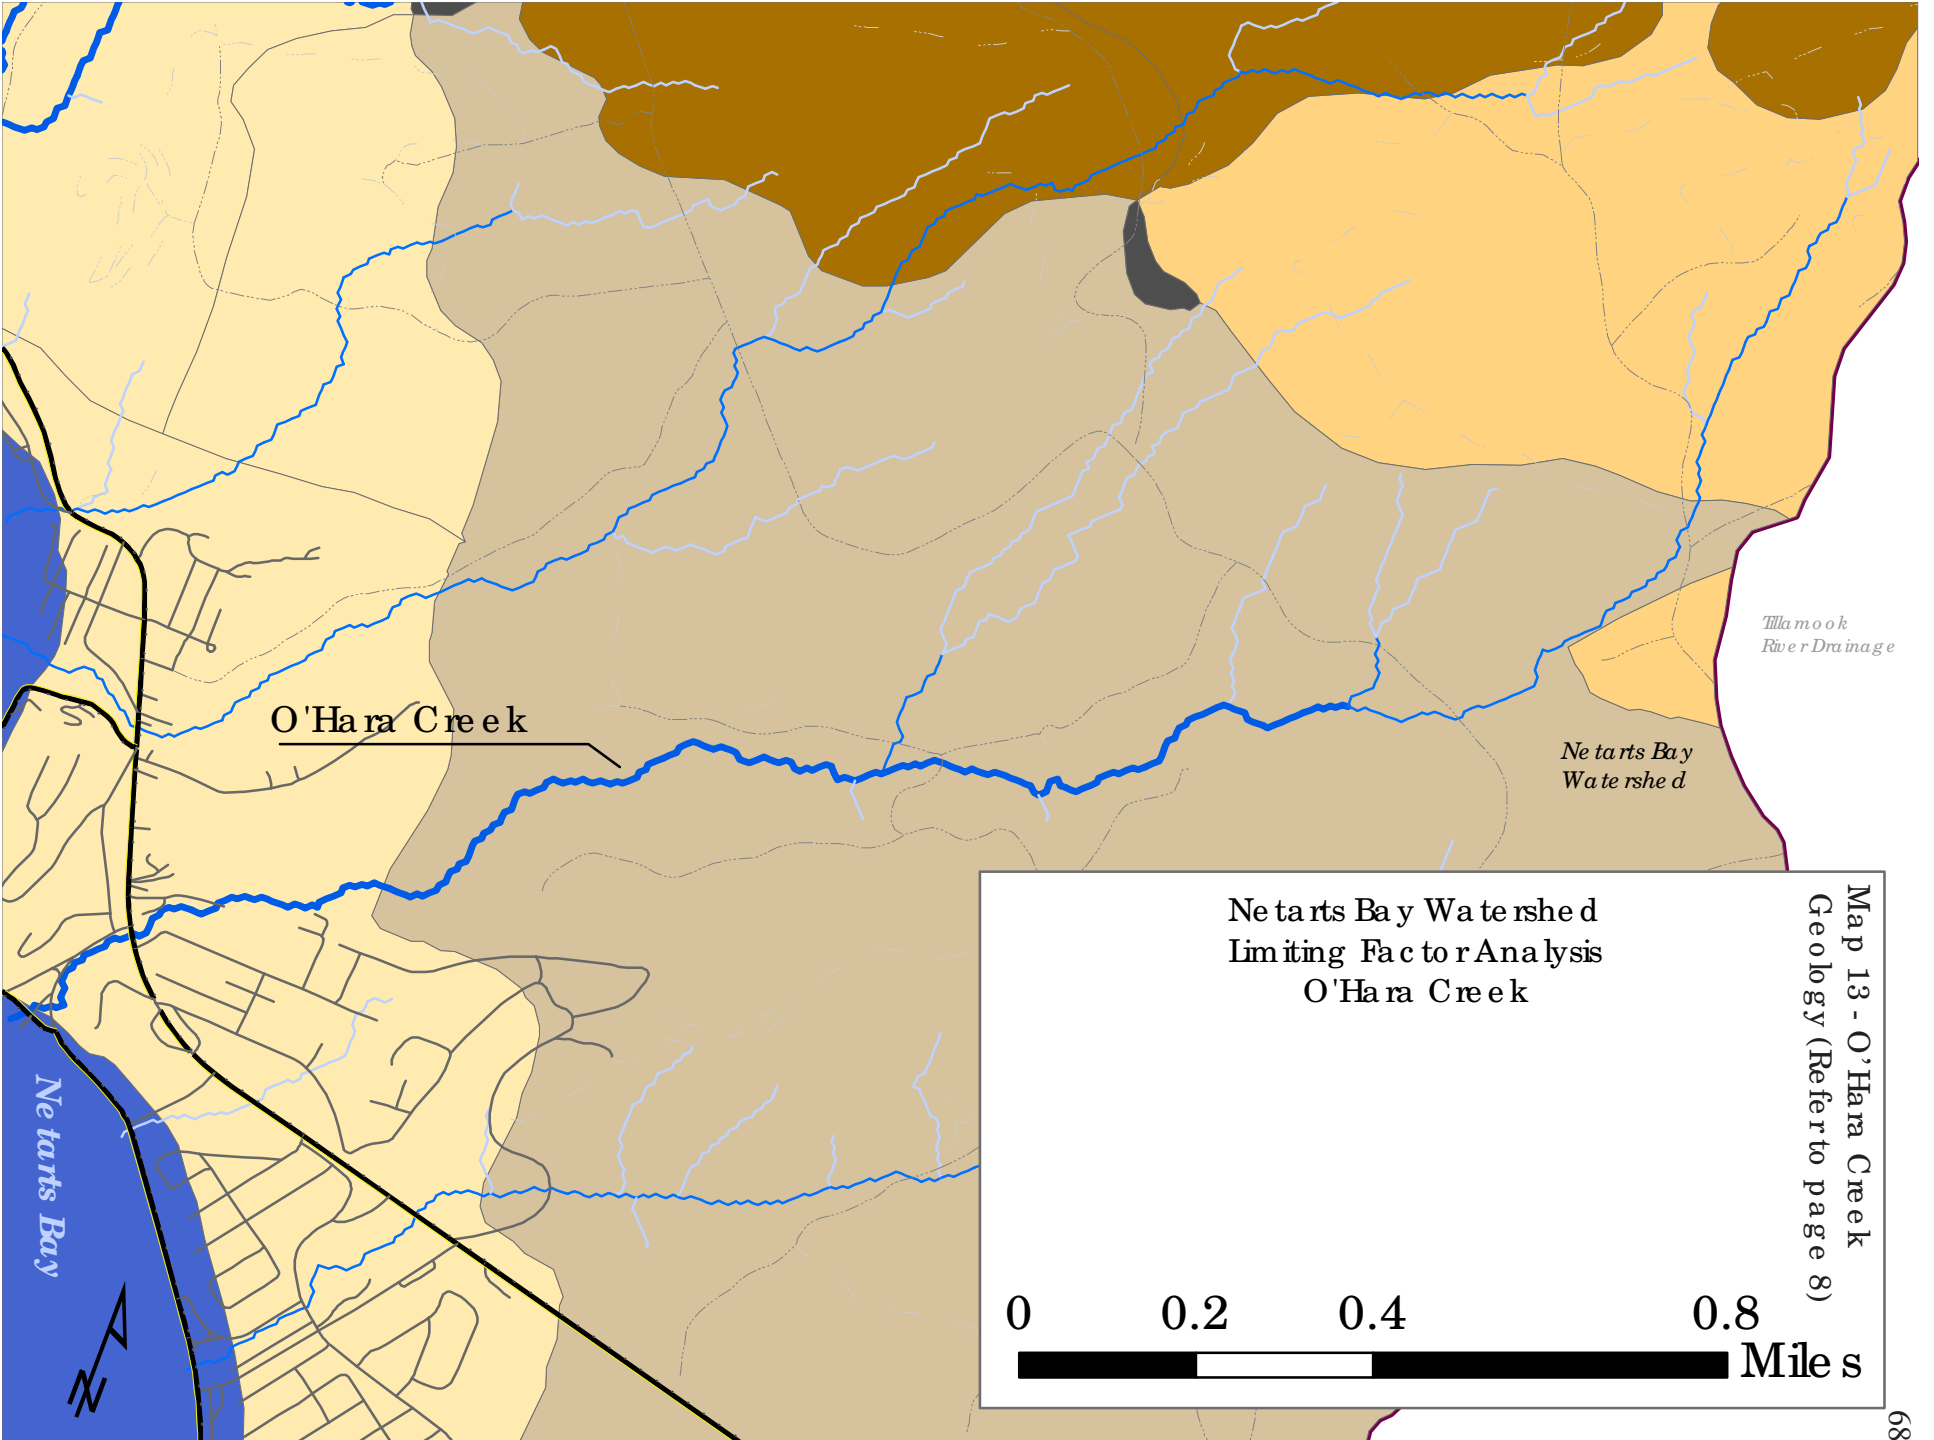 O'Hara Creek
Tillamook
River Drainage
Netarts Bay
Watershed
Netarts Bay
Netarts Bay Watershed
Limiting Factor Analysis
O'Hara Creek
Map 13 - O’Hara Creek
Geology (Refer to page 8)
0 0.2 0.4 0.8
Miles
N
68